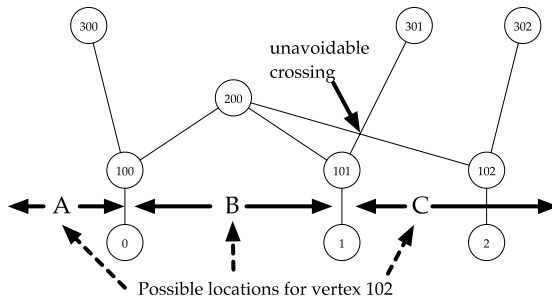 300 301 302
unavoidable
crossing
200
100 101 102
A B C
0 1 2
Possible locations for vertex 102